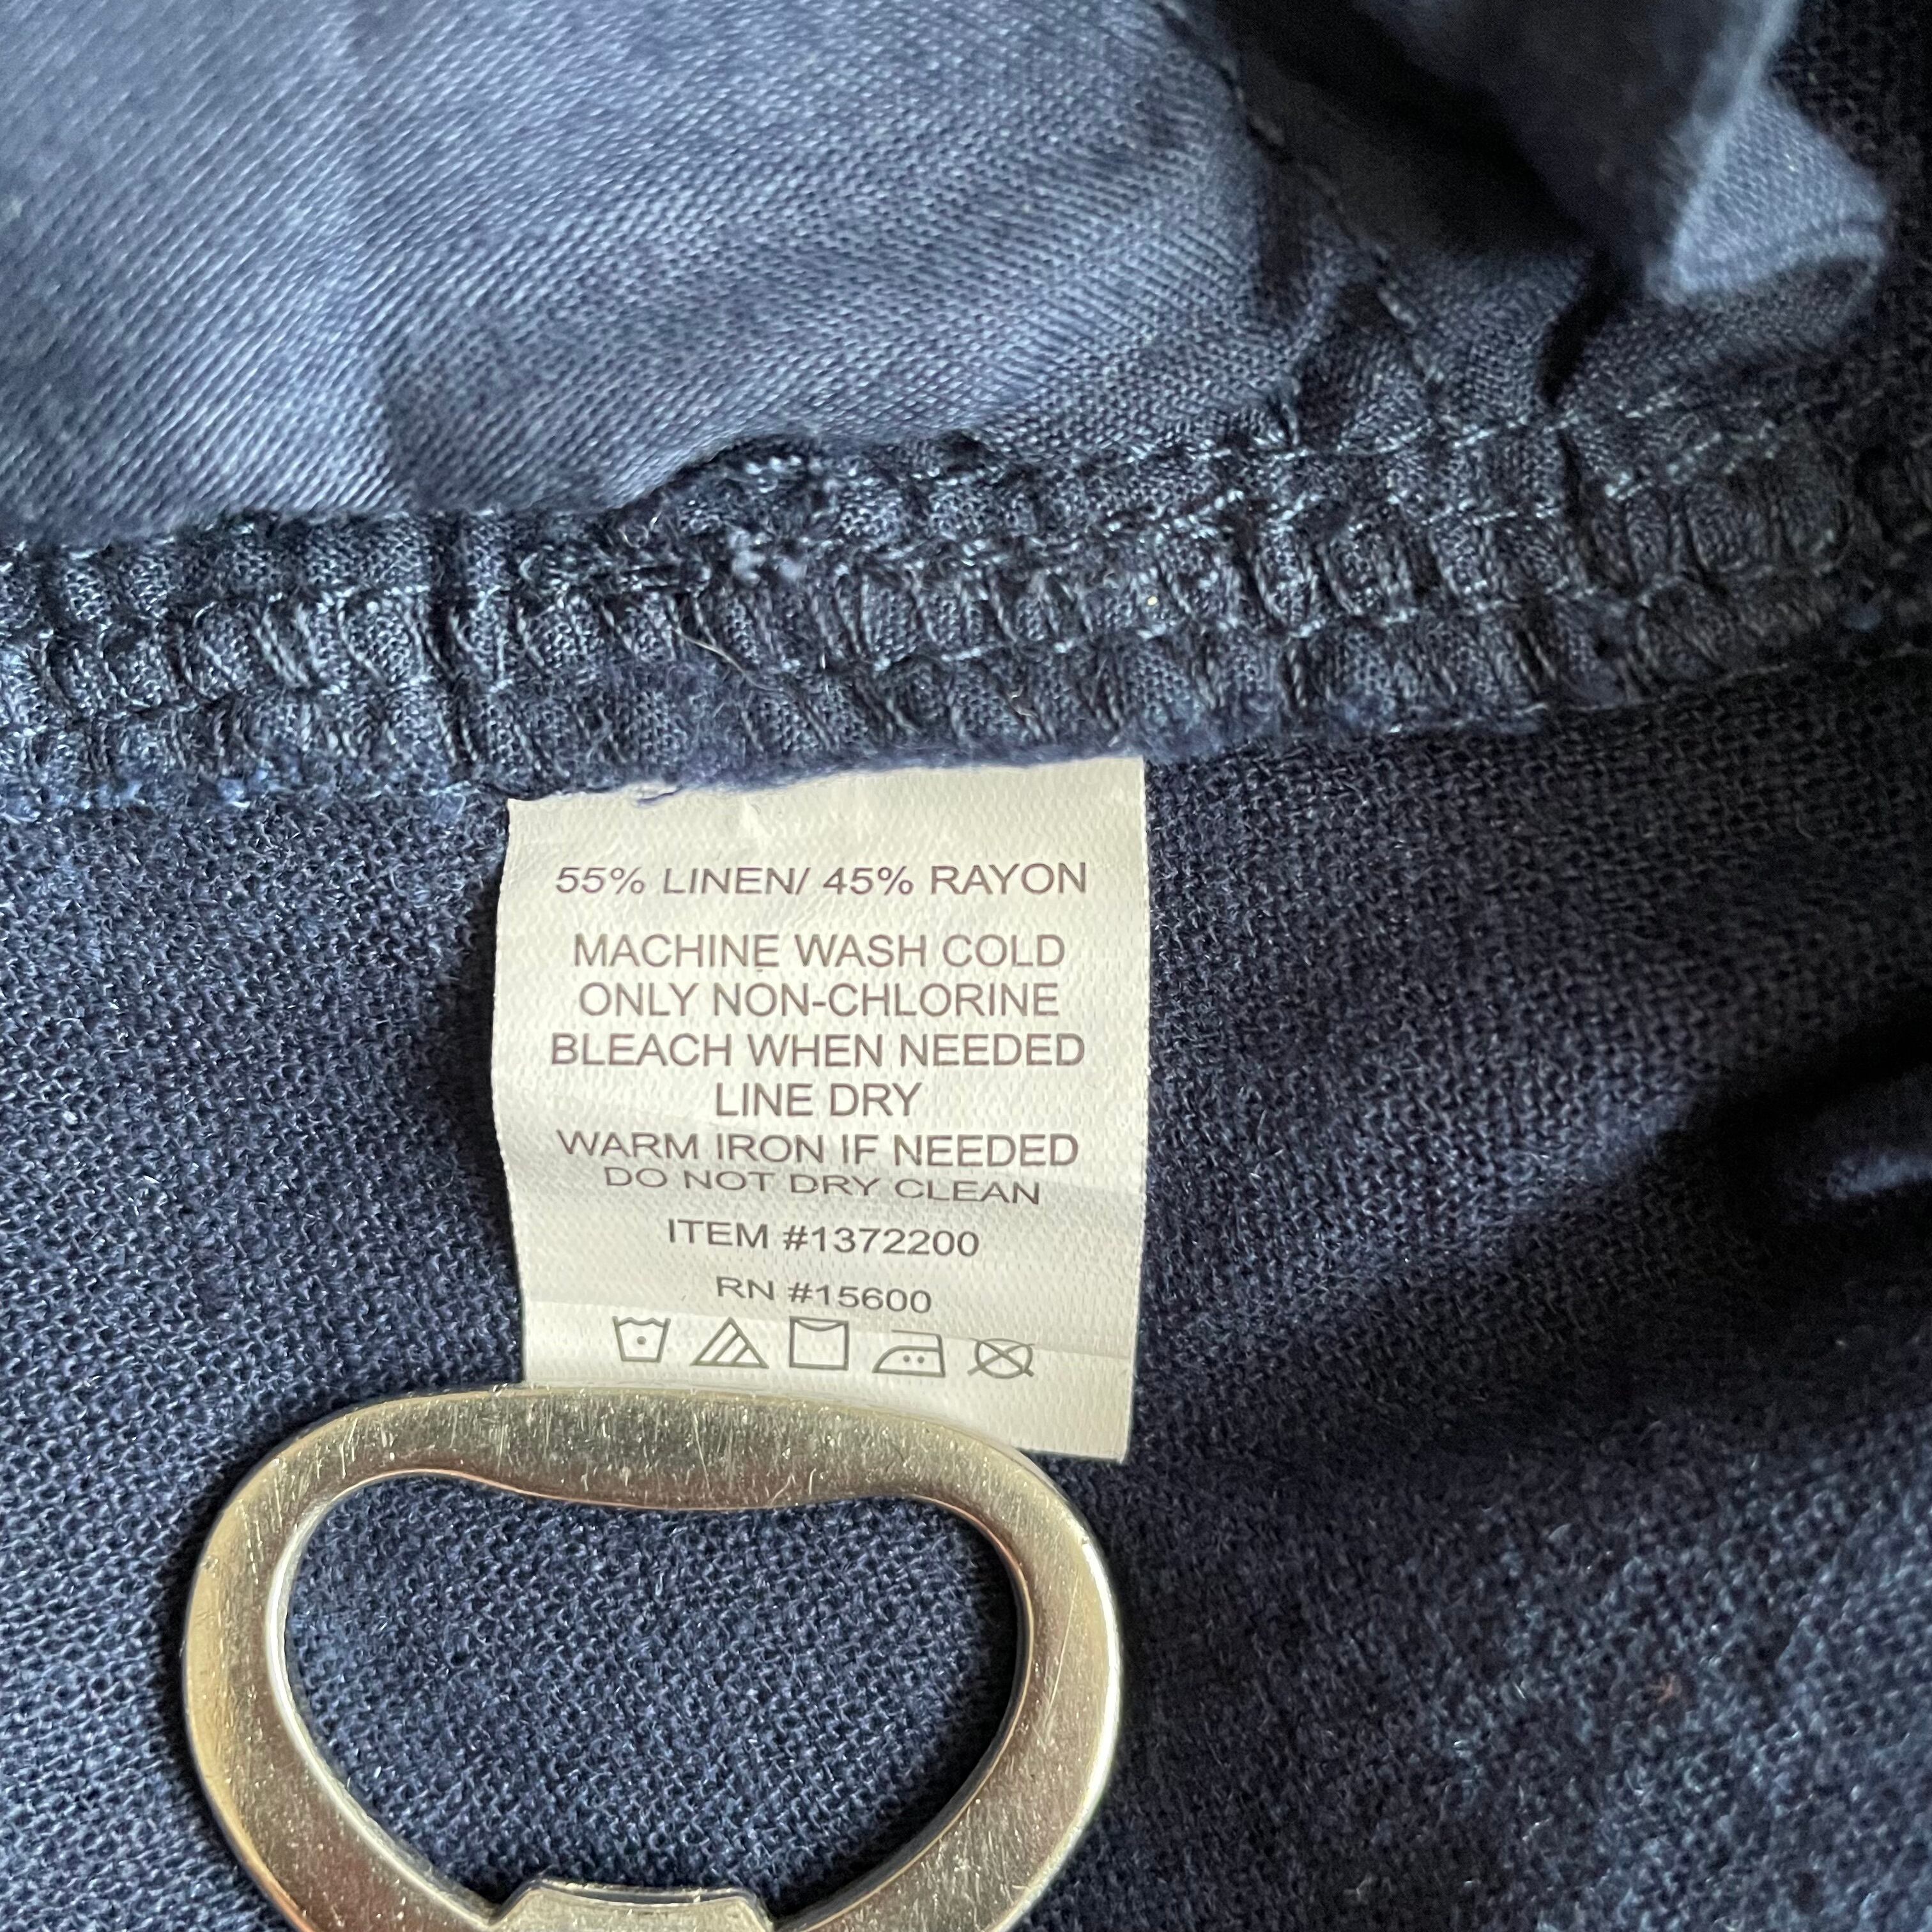 55% LINEN/ 45% RAYON
MACHINE WASH COLD
ONLY NON-CHLORINE
BLEACH WHEN NEEDED
LINE DRY
WARM IRON IF NEEDED
DO NOT DRY CLEAN
ITEM #1372200
RN #15600